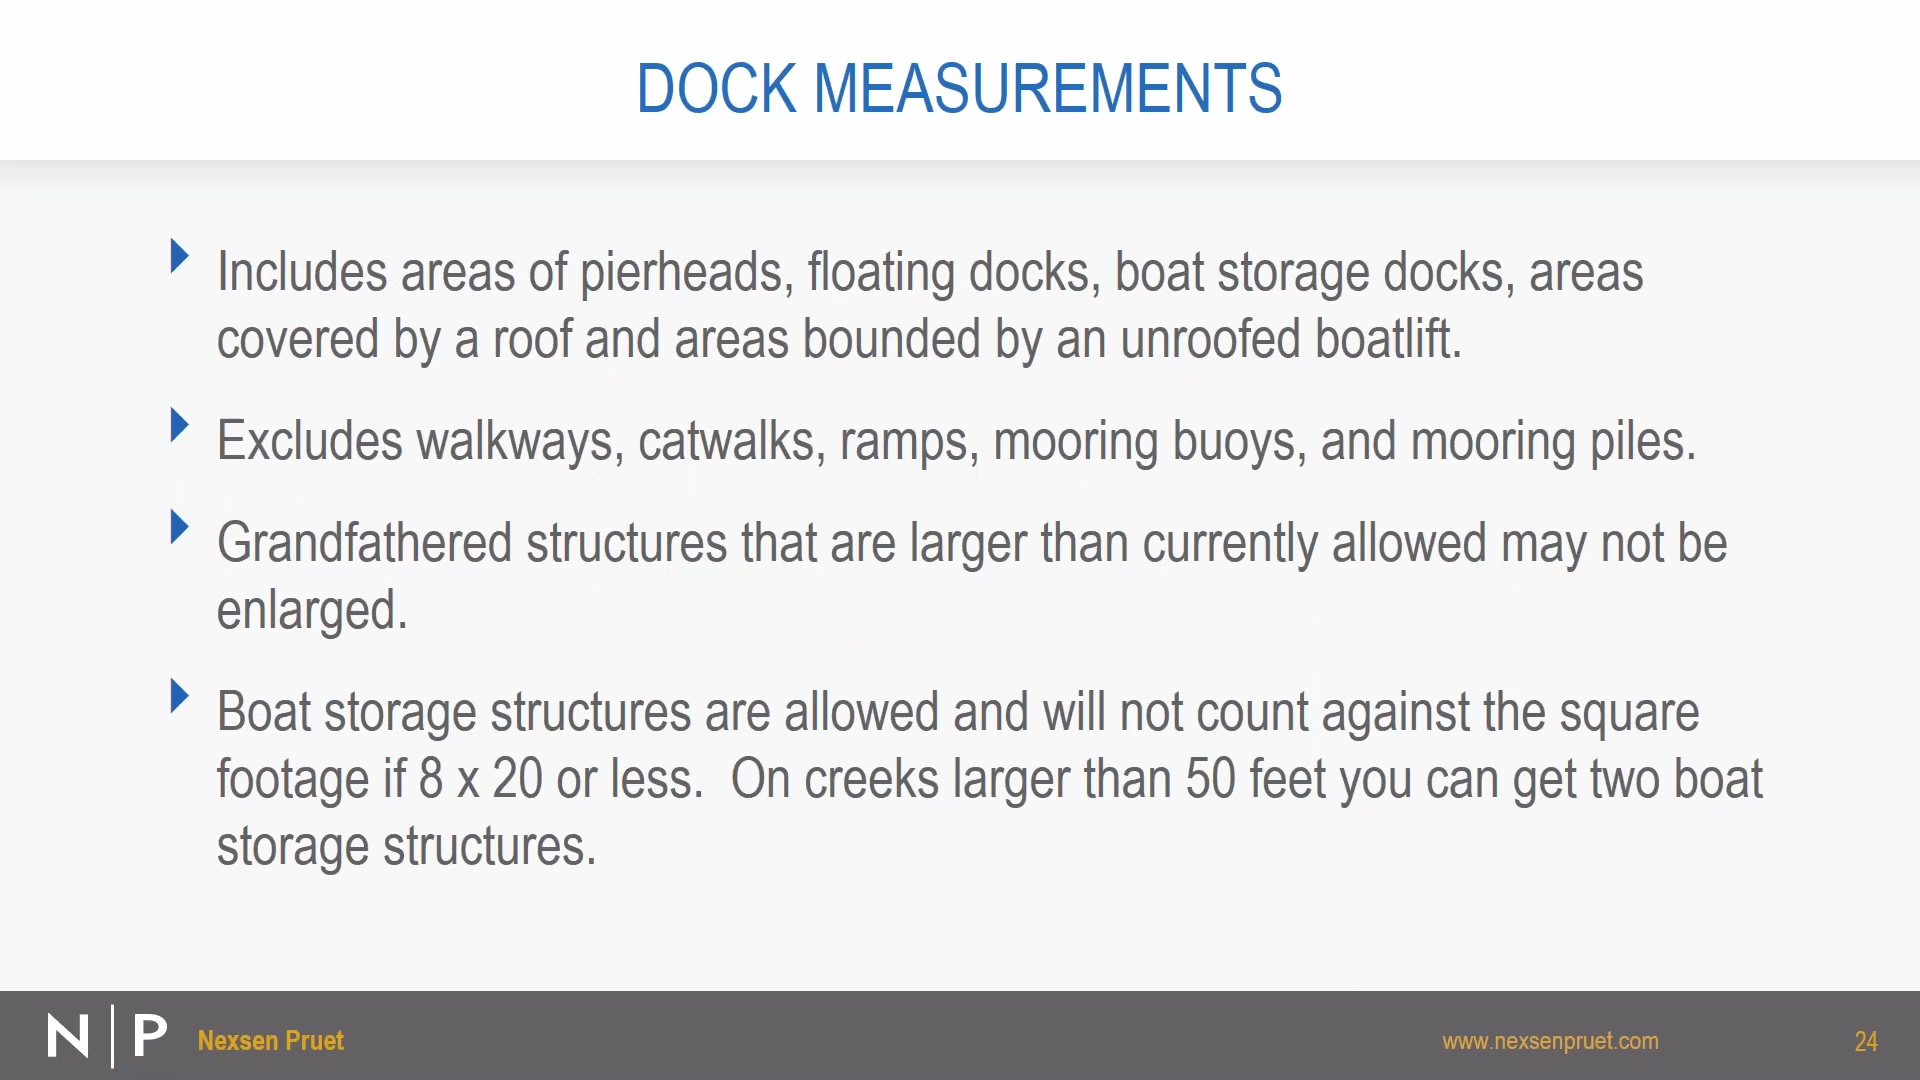 DOCK MEASUREMENTS
Includes areas of pierheads, floating docks, boat storage docks, areas
covered by a roof and areas bounded by an unroofed boatlift.
Excludes walkways, catwalks, ramps, mooring buoys, and mooring piles.
Grandfathered structures that are larger than currently allowed may not be
enlarged.
Boat storage structures are allowed and will not count against the square
footage if 8 x 20 or less.  On creeks larger than 50 feet you can get two boat
storage structures.
N|P Nexsen Pruet www.nexsenpruet.com 24